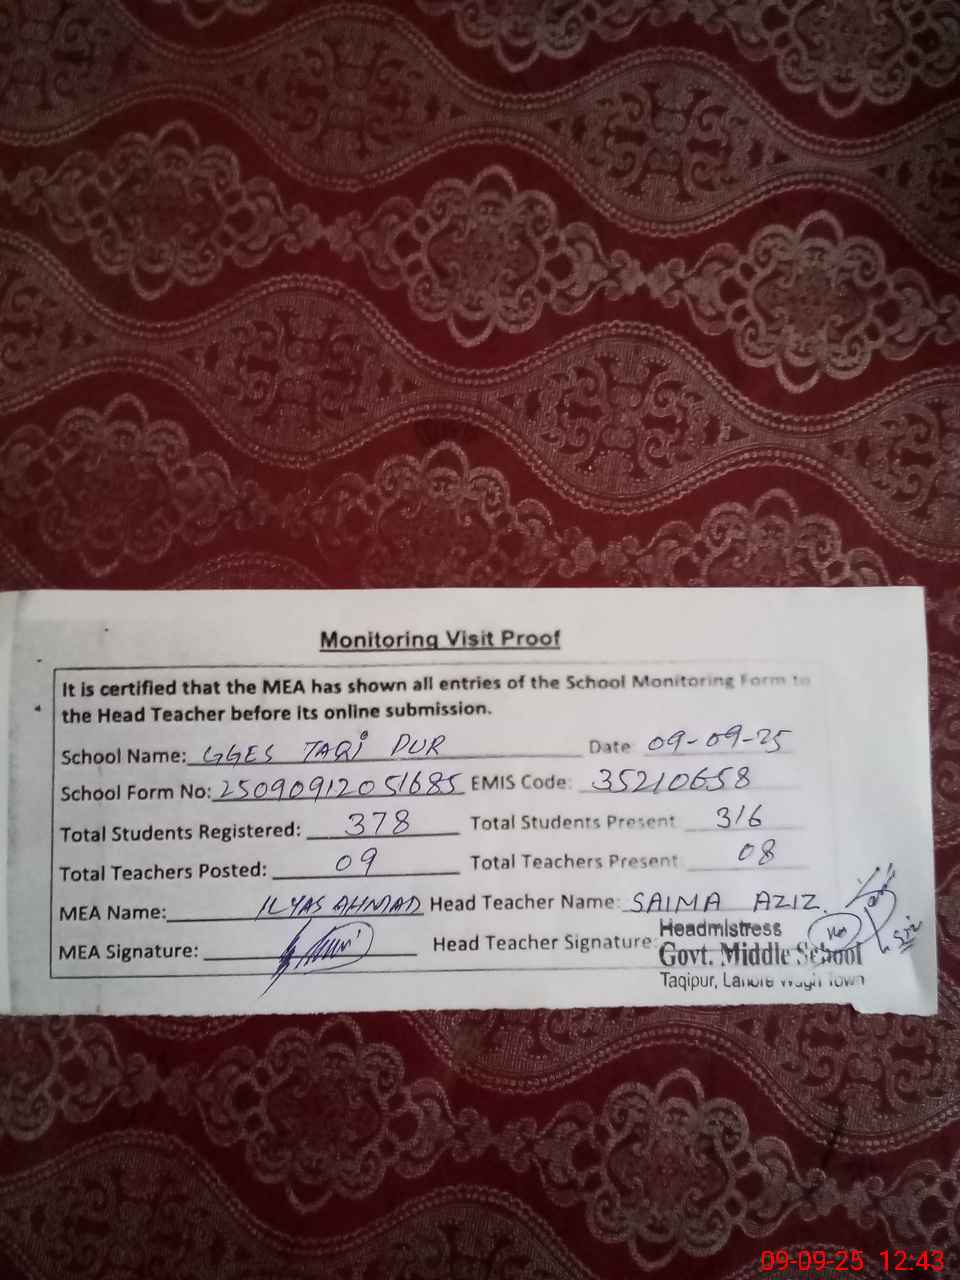 Monitoring Visit Proof
It is certified that the MEA has shown all entries of the School Monitoring Form to
the Head Teacher before its online submission.
School Name: GGES TAQI PUR Date 09-09-25
School Form No: 25090912051685 EMIS Code: 35210658
Total Students Registered: 378 Total Students Present 316
Total Teachers Posted: 09 Total Teachers Present 08
MEA Name: ILYAS AHMAD Head Teacher Name: SAIMA AZIZ
MEA Signature: Head Teacher Signature:
Headmistress
Govt. Middle School
Taqipur, Lahore Wagh Town
09-09-25 12:43